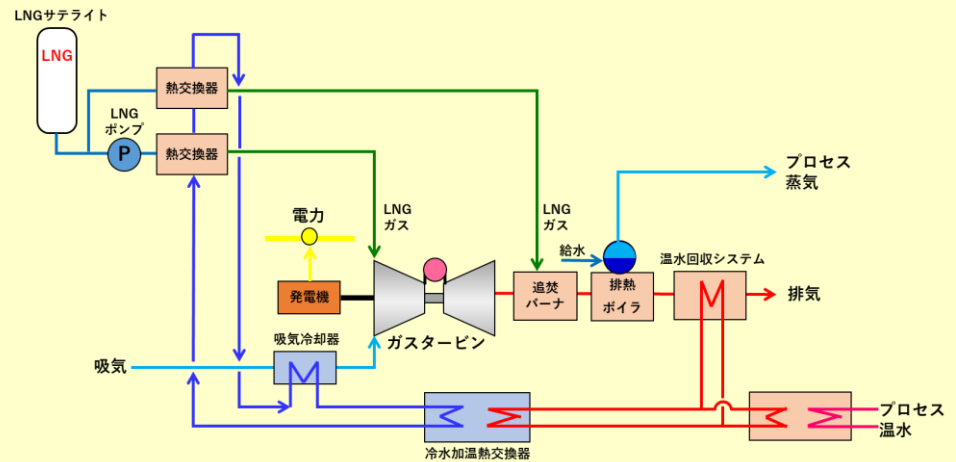 LNGサテライト
LNG
熱交換器
LNG
ポンプ
P
熱交換器
プロセス
蒸気
LNG
ガス
LNG
ガス
電力
給水
温水回収システム
発電機
追焚
バーナ
排熱
ボイラ
排気
吸気冷却器
ガスタービン
吸気
プロセス
温水
冷水加温熱交換器